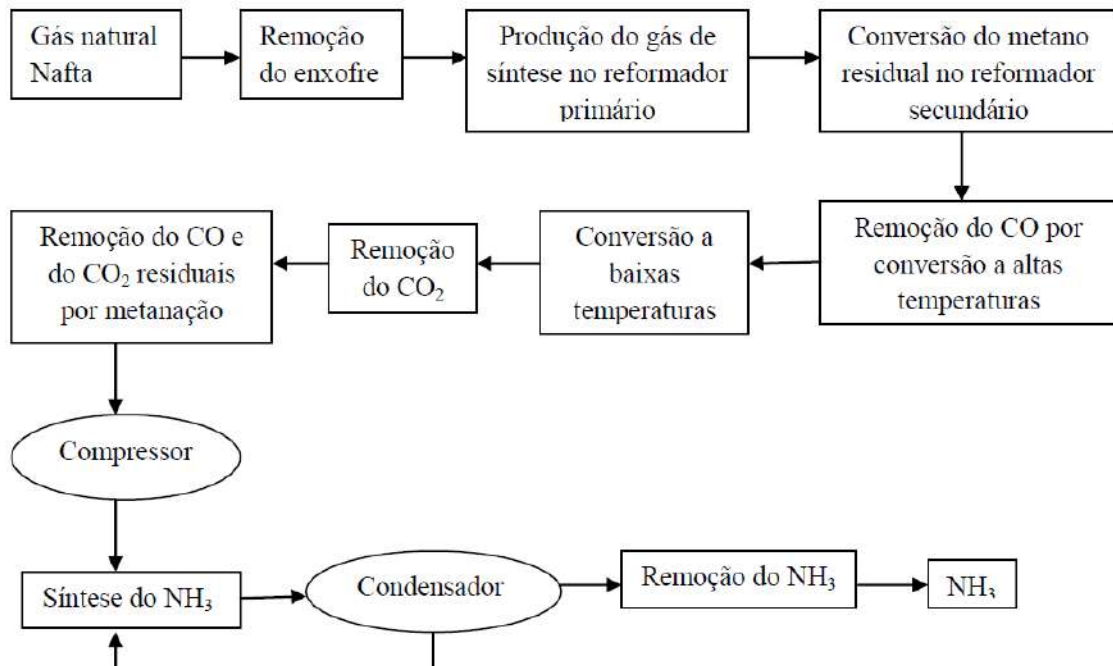 Gás natural
Nafta
Remoção
do enxofre
Produção do gás de
síntese no reformador
primário
Conversão do metano
residual no reformador
secundário
Remoção do CO por
conversão a altas
temperaturas
Conversão a
baixas
temperaturas
Remoção
do CO₂
Remoção do CO e
do CO₂ residuais
por metanação
Compressor
Síntese do NH₃
Condensador
Remoção do NH₃
NH₃